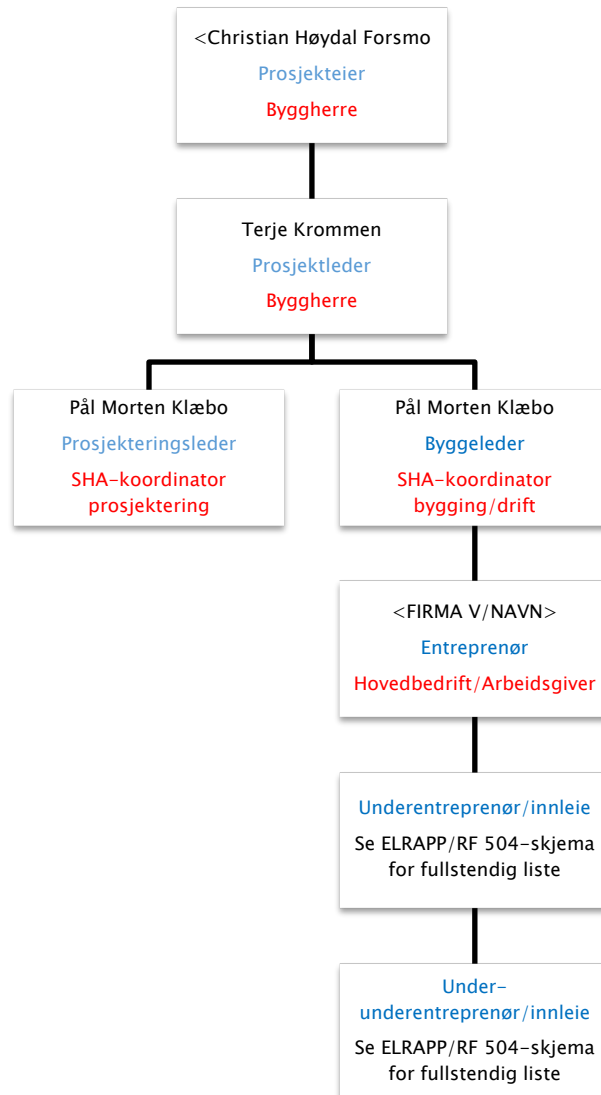 <Christian Høydal Forsmo
Prosjekteier
Byggherre
Terje Krommen
Prosjektleder
Byggherre
Pål Morten Klæbo
Prosjekteringsleder
SHA-koordinator
prosjektering
Pål Morten Klæbo
Byggeleder
SHA-koordinator
bygging/drift
<FIRMA V/NAVN>
Entreprenør
Hovedbedrift/Arbeidsgiver
Underentreprenør/innleie
Se ELRAPP/RF 504-skjema
for fullstendig liste
Under-
underentreprenør/innleie
Se ELRAPP/RF 504-skjema
for fullstendig liste